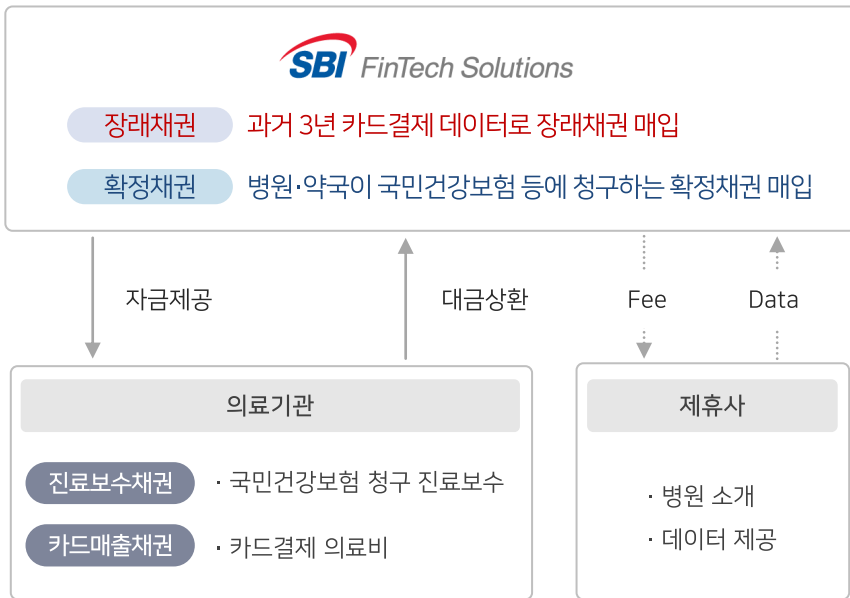 SBI FinTech Solutions
장래채권 과거 3년 카드결제 데이터로 장래채권 매입
확정채권 병원·약국이 국민건강보험 등에 청구하는 확정채권 매입
자금제공 대금상환 Fee Data
의료기관
진료보수채권 · 국민건강보험 청구 진료보수
카드매출채권 · 카드결제 의료비
제휴사
· 병원 소개
· 데이터 제공